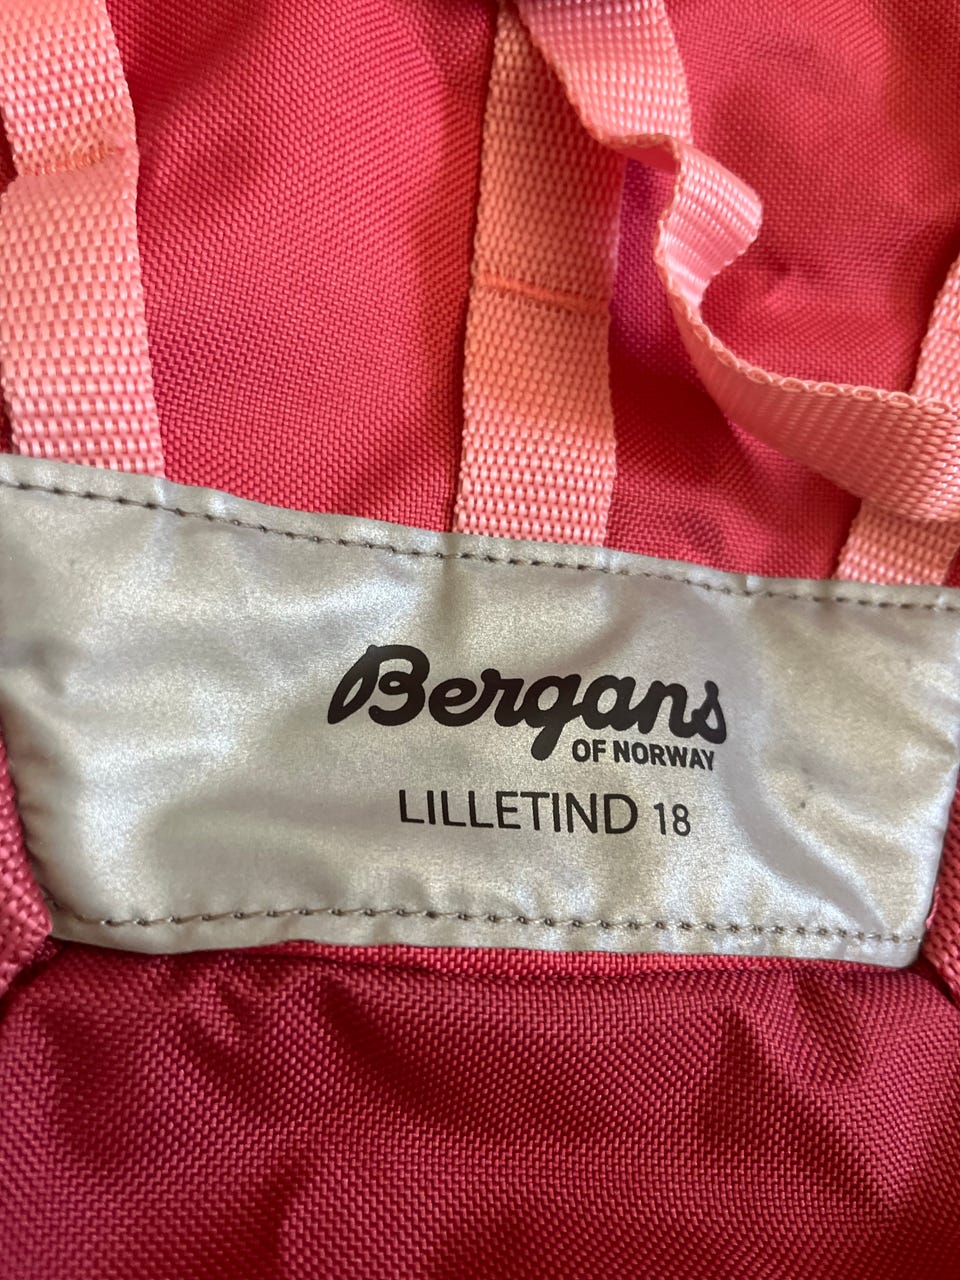 Bergans
OF NORWAY
LILLETIND 18